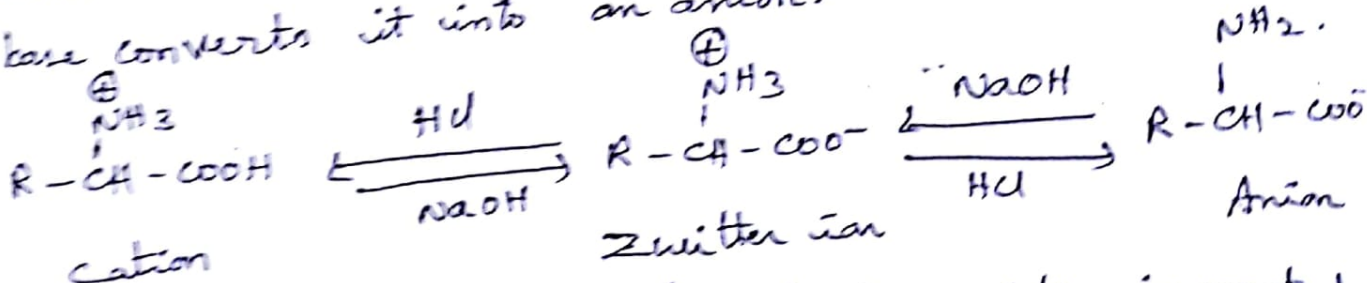 base converts it into an
⊕ ⊕ NH2.
NH3 HCl NH3 NaOH |
R-CH-COOH ⇌ R-CH-COO- ⇌ R-CH-COO-
NaOH HCl
cation Zwitter ion Anion